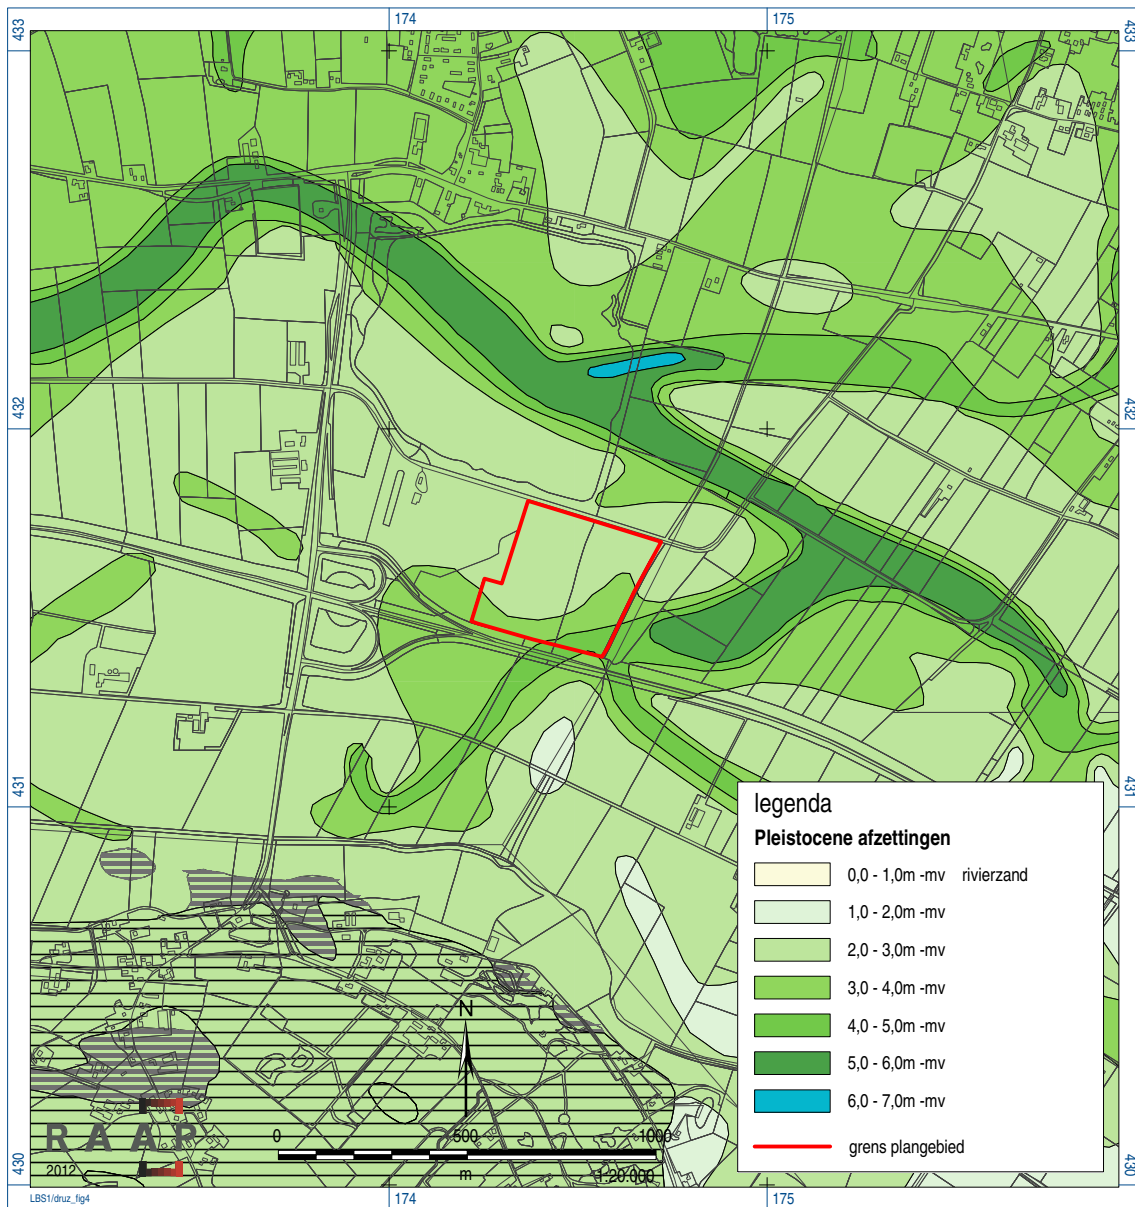 174
175
433
433
432
432
431
431
430
430
legenda
Pleistocene afzettingen
0,0 - 1,0m -mv rivierzand
1,0 - 2,0m -mv
2,0 - 3,0m -mv
3,0 - 4,0m -mv
4,0 - 5,0m -mv
5,0 - 6,0m -mv
6,0 - 7,0m -mv
grens plangebied
N
RAAP
2012
0
500
1000
m
1:20.000
LBS1/druz_fig4
174
175